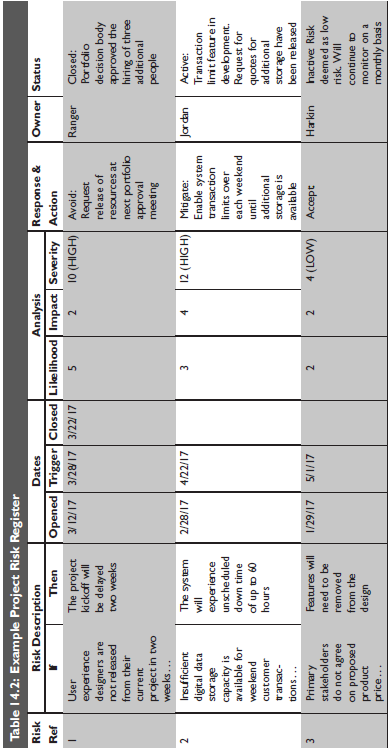 Table 14.2: Example Project Risk Register
Risk Description
Dates
Analysis
Risk
Ref
If
Then
Opened
Trigger
Closed
Likelihood
Impact
Severity
Response &
Action
Owner
Status
1
User
experience
designers are
not released
from their
current
project in two
weeks...
The project
kickoff will
be delayed
two weeks
3/12/17
3/28/17
3/22/17
5
2
10 (HIGH)
Avoid:
Request
release of
resources at
next portfolio
approval
meeting
Ranger
Closed:
Portfolio
decision body
approved the
hiring of three
additional
people
2
Insufficient
digital data
storage
capacity is
available for
weekend
customer
transac-
tions...
The system
will
experience
unscheduled
down time
of up to 60
hours
2/28/17
4/22/17
3
4
12 (HIGH)
Mitigate:
Enable system
transaction
limits over
each weekend
until
additional
storage is
available
Jordan
Active:
Transaction
limit feature in
development.
Request for
quotes for
additional
storage have
been released
3
Primary
stakeholders
do not agree
on proposed
product
price...
Features will
need to be
removed
from the
design
1/29/17
5/1/17
2
2
4 (LOW)
Accept
Harkin
Inactive: Risk
deemed as low
risk. Will
continue to
monitor on a
monthly basis